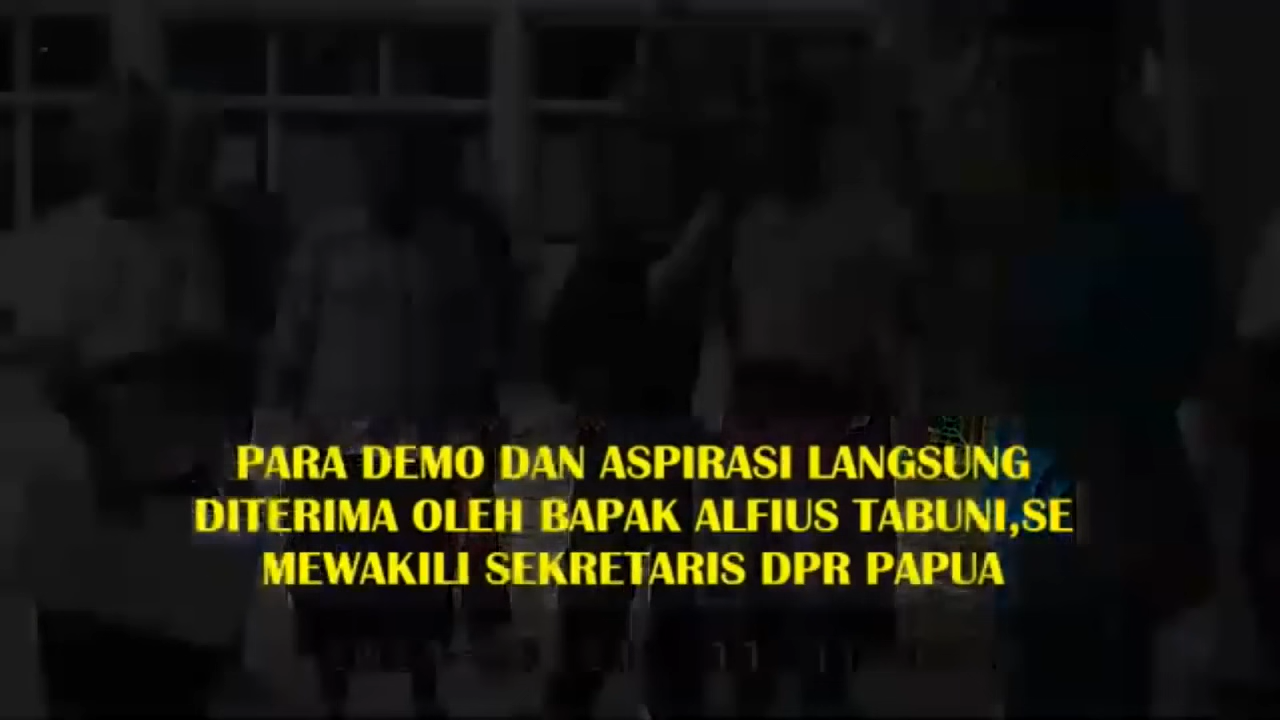 PARA DEMO DAN ASPIRASI LANGSUNG
DITERIMA OLEH BAPAK ALFIUS TABUNI,SE
MEWAKILI SEKRETARIS DPR PAPUA